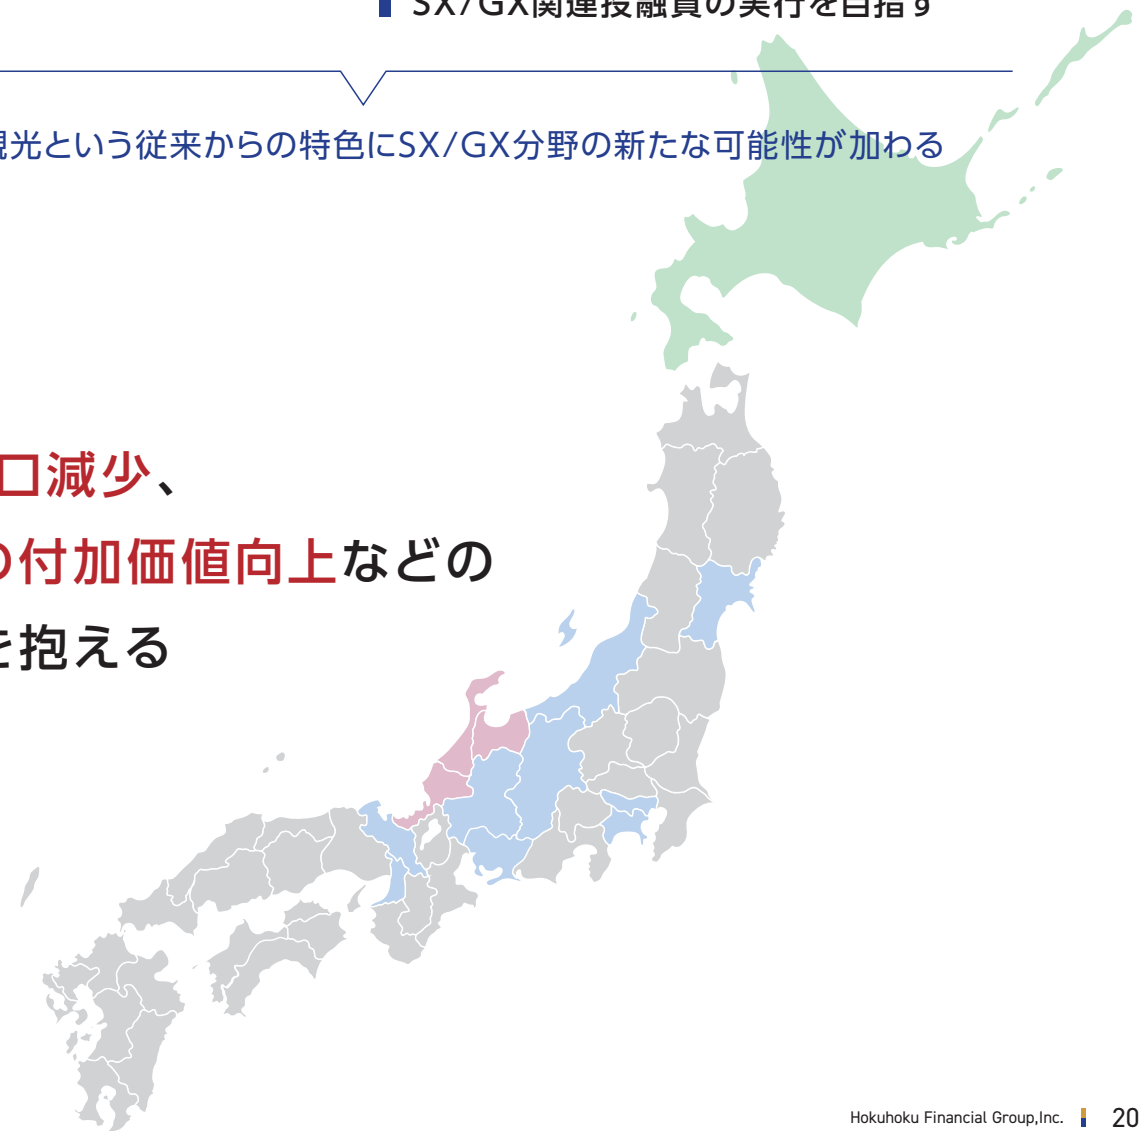 SX/GX関連投融資の実行を目指す
観光という従来からの特色にSX/GX分野の新たな可能性が加わる
口減少、
の付加価値向上などの
を抱える
Hokuhoku Financial Group,Inc. 20